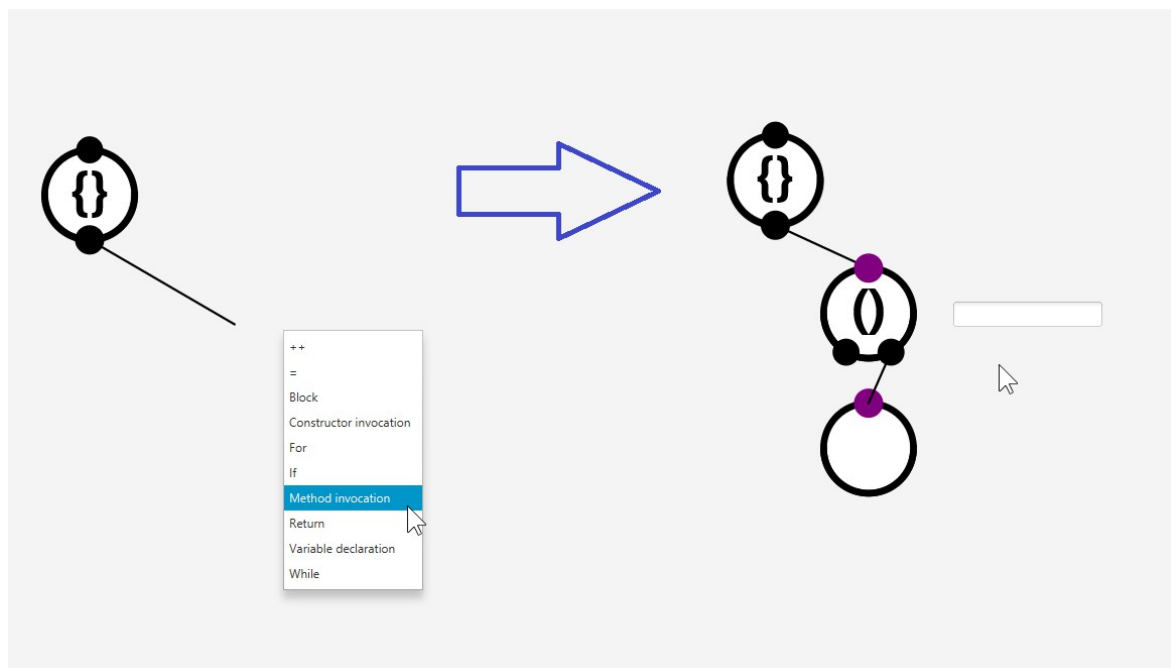 {}
++
=
Block
Constructor invocation
For
If
Method invocation
Return
Variable declaration
While
{}
()